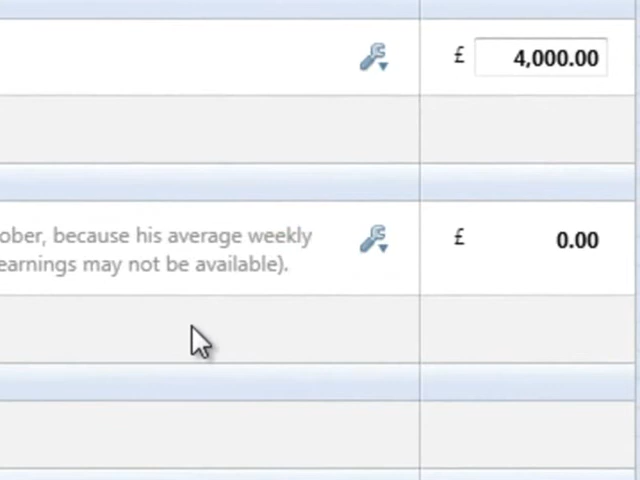 £ 4,000.00
ober, because his average weekly
£ 0.00
earnings may not be available).